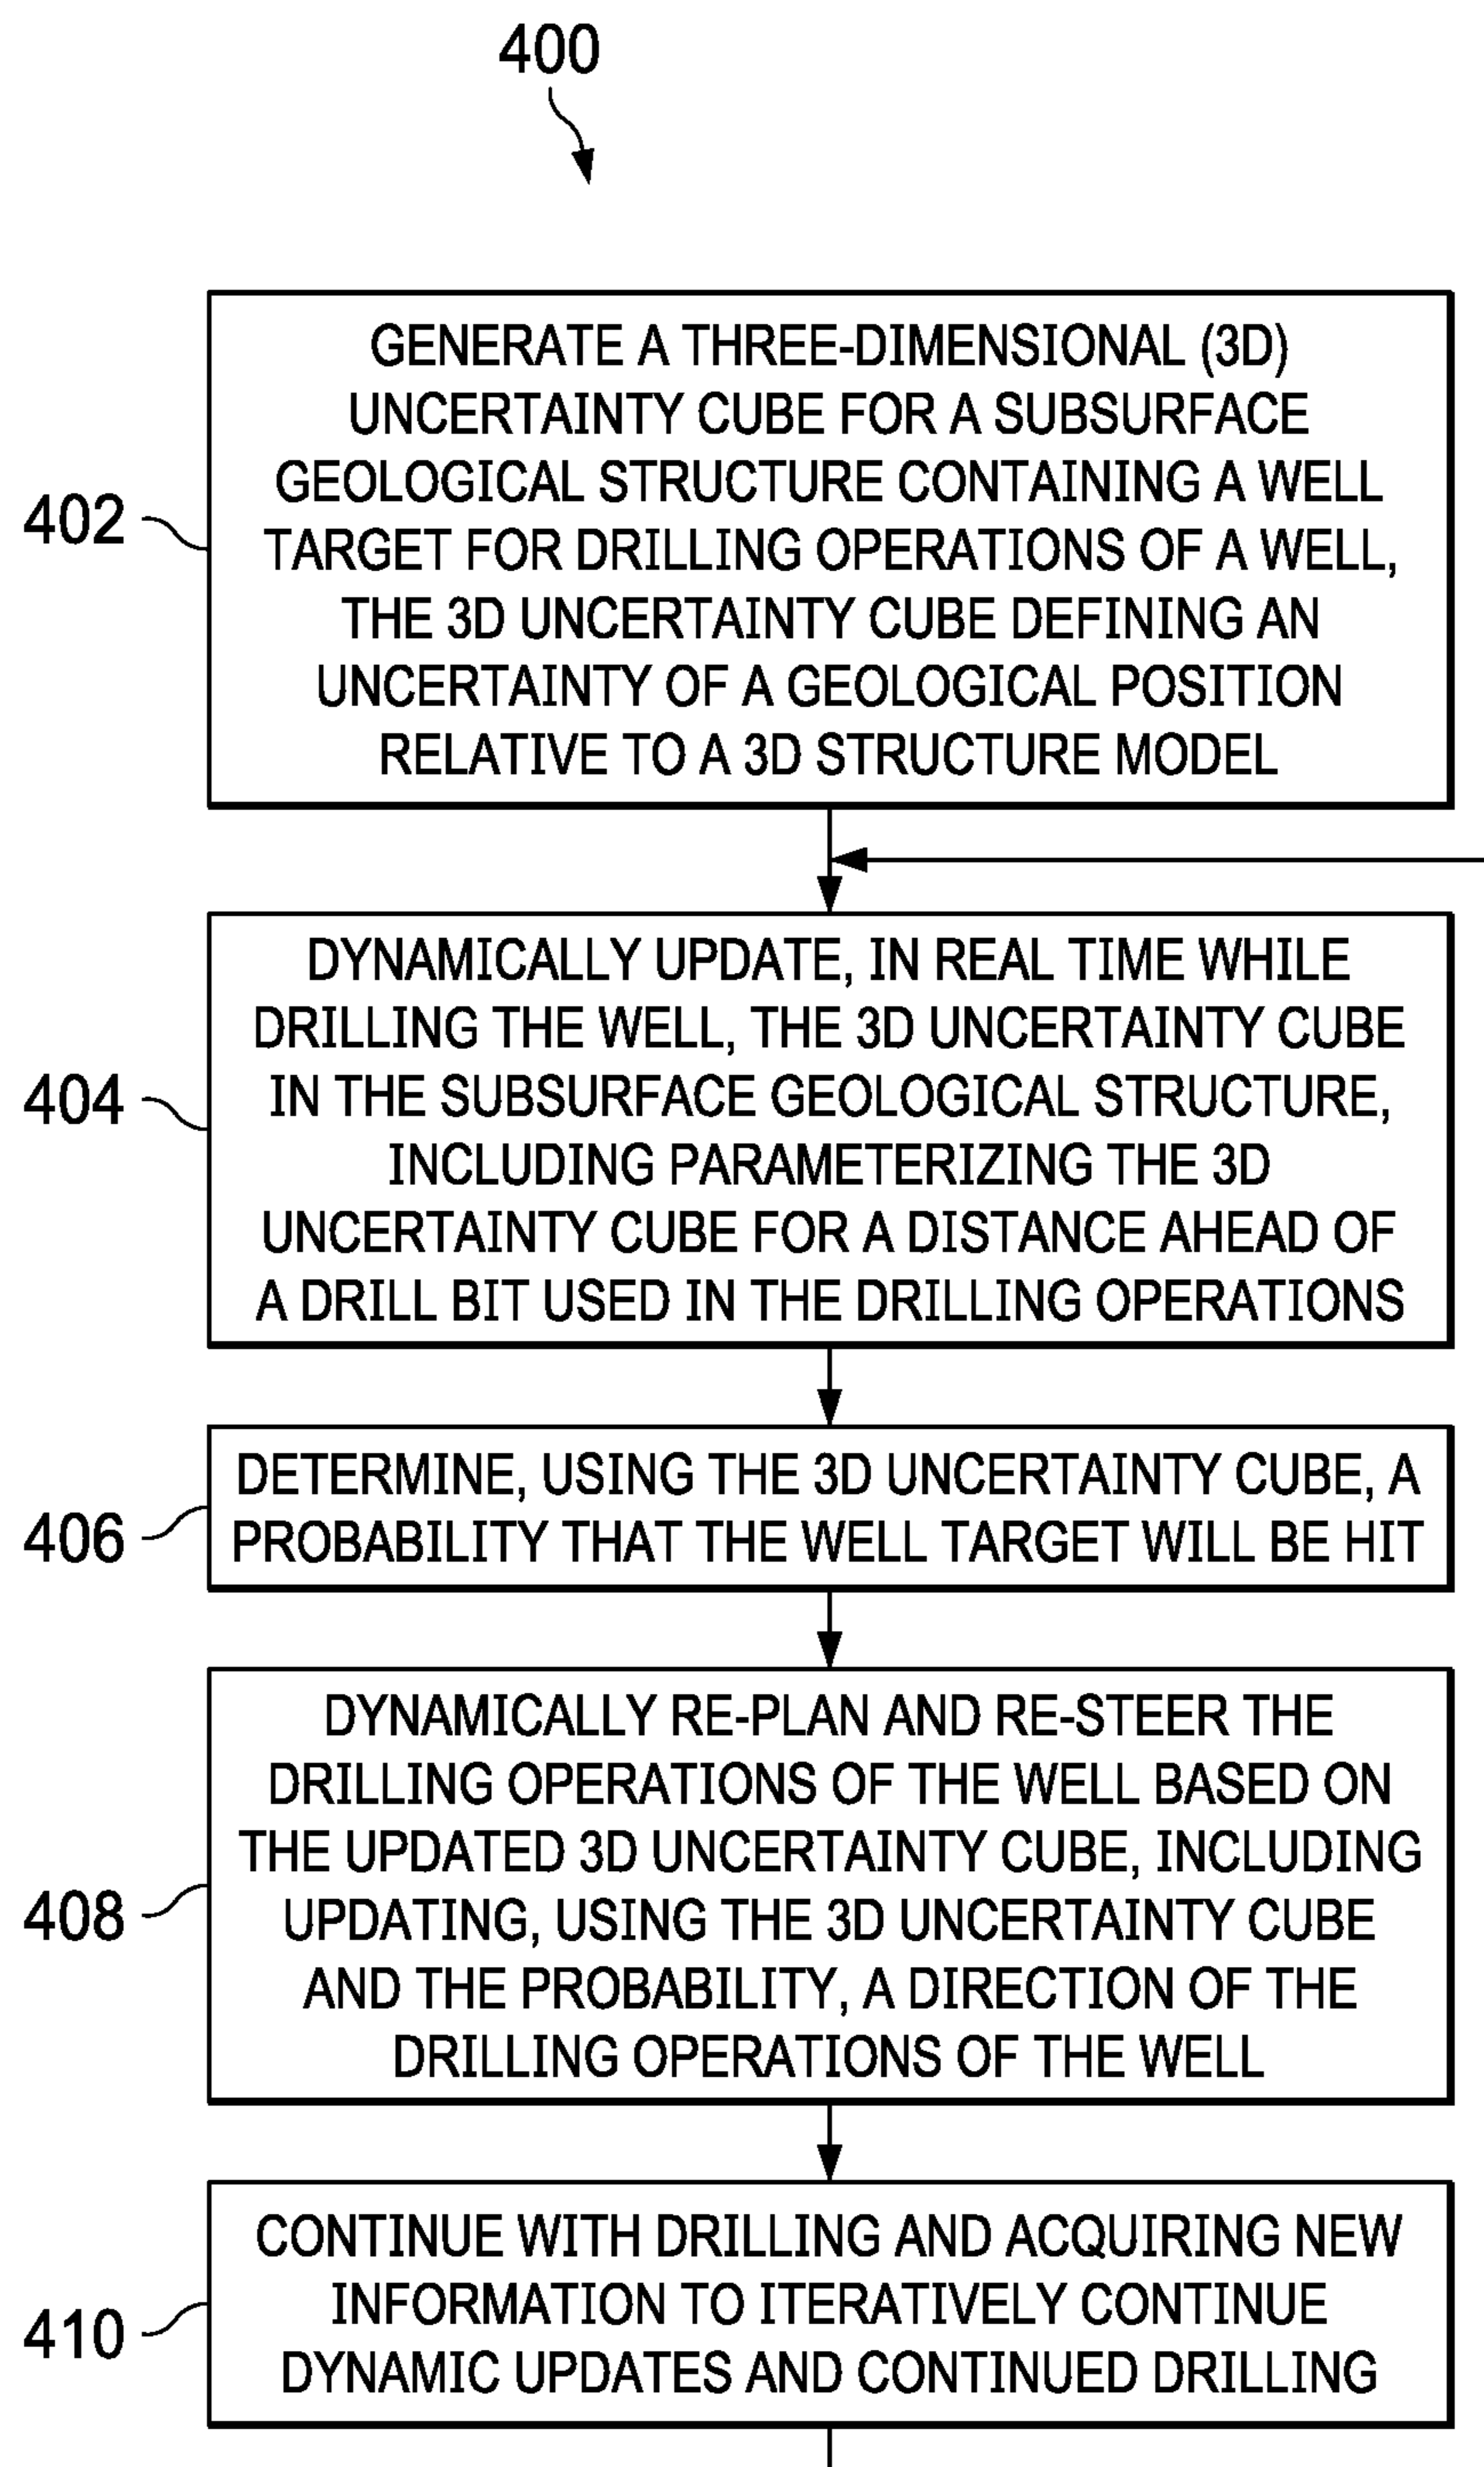 400
402
GENERATE A THREE-DIMENSIONAL (3D)
UNCERTAINTY CUBE FOR A SUBSURFACE
GEOLOGICAL STRUCTURE CONTAINING A WELL
TARGET FOR DRILLING OPERATIONS OF A WELL,
THE 3D UNCERTAINTY CUBE DEFINING AN
UNCERTAINTY OF A GEOLOGICAL POSITION
RELATIVE TO A 3D STRUCTURE MODEL
404
DYNAMICALLY UPDATE, IN REAL TIME WHILE
DRILLING THE WELL, THE 3D UNCERTAINTY CUBE
IN THE SUBSURFACE GEOLOGICAL STRUCTURE,
INCLUDING PARAMETERIZING THE 3D
UNCERTAINTY CUBE FOR A DISTANCE AHEAD OF
A DRILL BIT USED IN THE DRILLING OPERATIONS
406
DETERMINE, USING THE 3D UNCERTAINTY CUBE, A
PROBABILITY THAT THE WELL TARGET WILL BE HIT
408
DYNAMICALLY RE-PLAN AND RE-STEER THE
DRILLING OPERATIONS OF THE WELL BASED ON
THE UPDATED 3D UNCERTAINTY CUBE, INCLUDING
UPDATING, USING THE 3D UNCERTAINTY CUBE
AND THE PROBABILITY, A DIRECTION OF THE
DRILLING OPERATIONS OF THE WELL
410
CONTINUE WITH DRILLING AND ACQUIRING NEW
INFORMATION TO ITERATIVELY CONTINUE
DYNAMIC UPDATES AND CONTINUED DRILLING